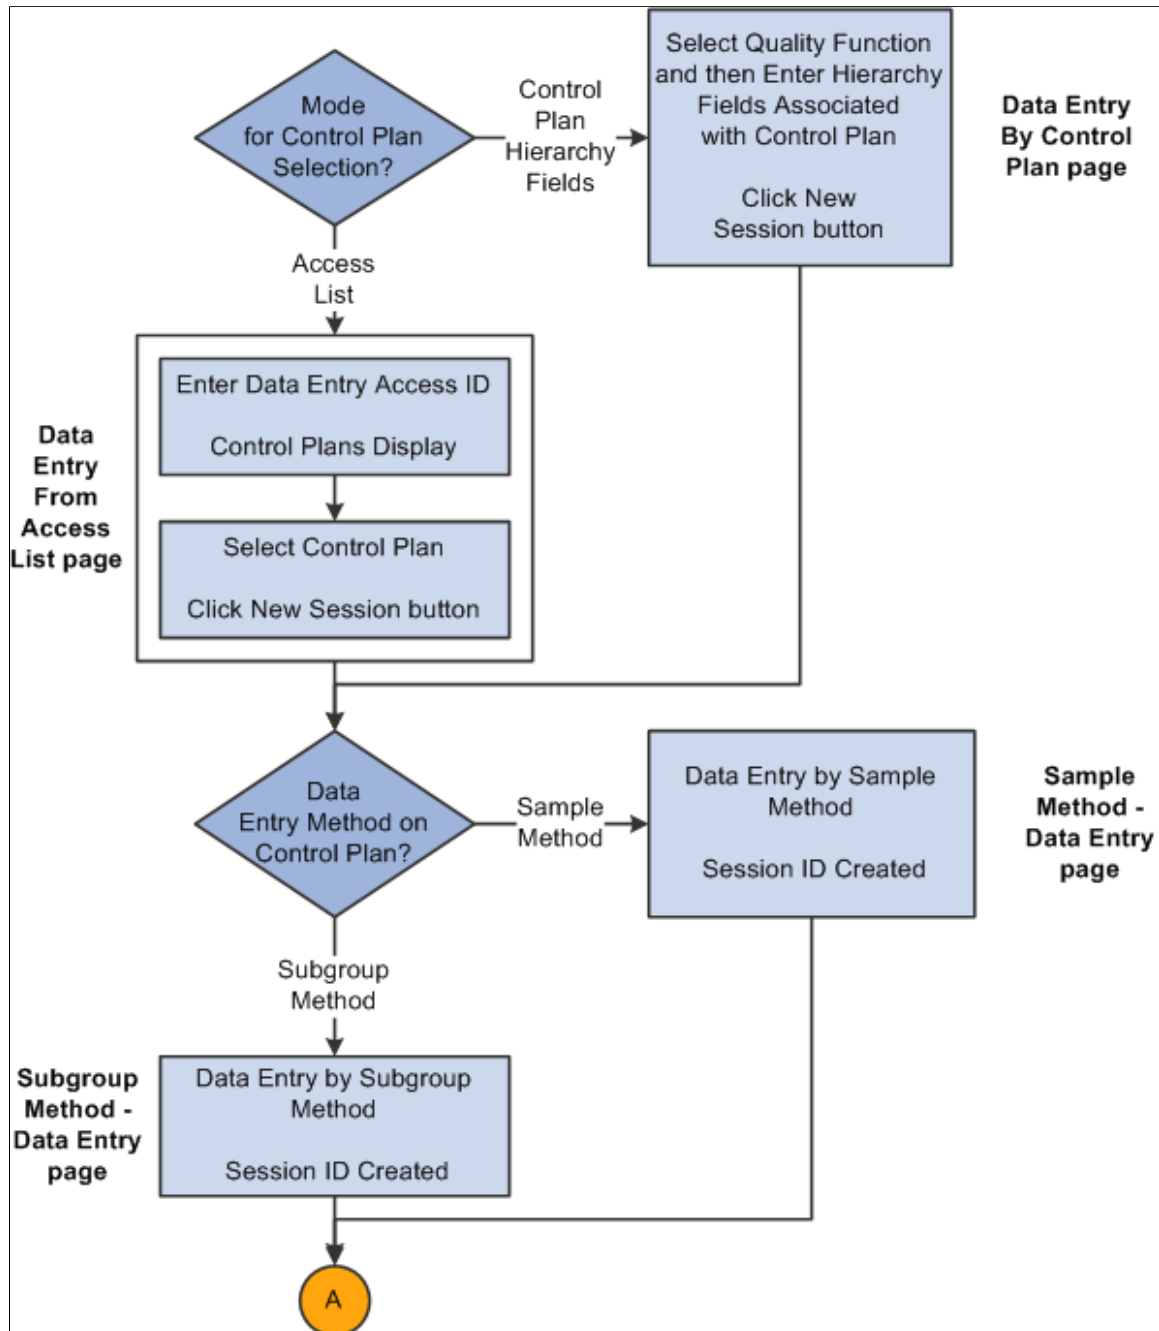 Mode
for Control Plan
Selection?
Control
Plan
Hierarchy
Fields
Select Quality Function
and then Enter Hierarchy
Fields Associated
with Control Plan
Click New
Session button
Data Entry
By Control
Plan page
Access
List
Data
Entry
From
Access
List page
Enter Data Entry Access ID
Control Plans Display
Select Control Plan
Click New Session button
Data
Entry Method on
Control Plan?
Sample
Method
Data Entry by Sample
Method
Session ID Created
Sample
Method -
Data Entry
page
Subgroup
Method
Subgroup
Method -
Data Entry
page
Data Entry by Subgroup
Method
Session ID Created
A